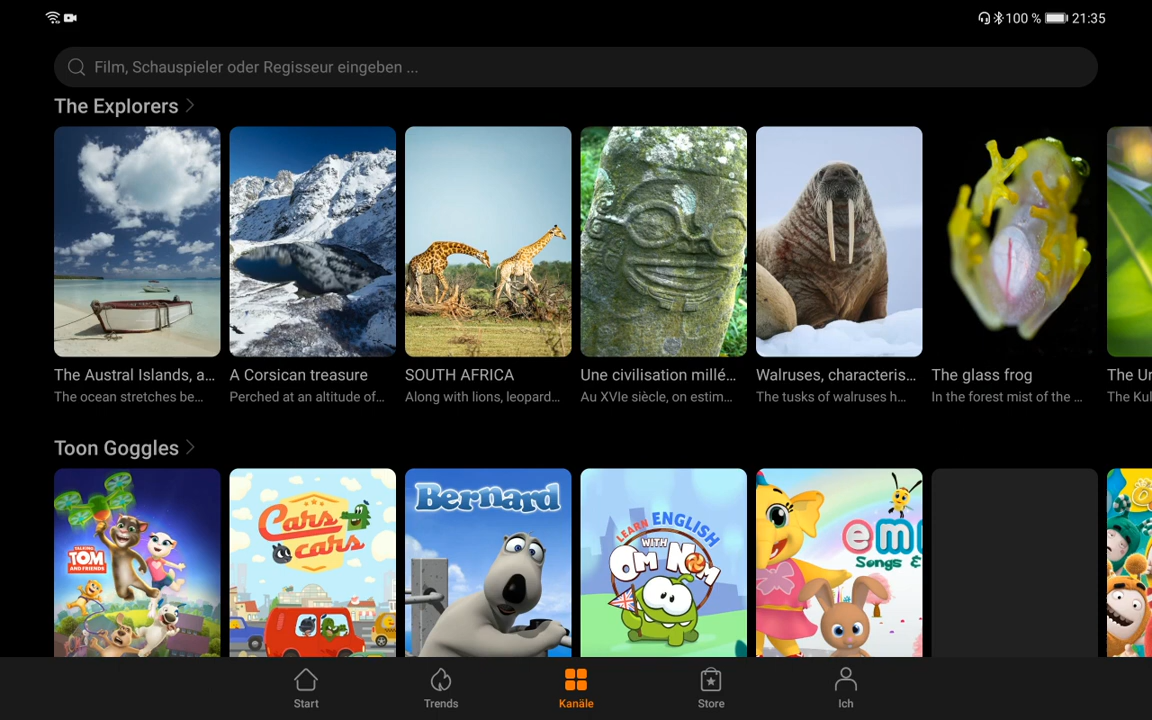 100 % 21:35
Film, Schauspieler oder Regisseur eingeben ...
The Explorers
The Austral Islands, a...
The ocean stretches be...
A Corsican treasure
Perched at an altitude of...
SOUTH AFRICA
Along with lions, leopard...
Une civilisation millé...
Au XVIe siècle, on estim...
Walruses, characteris...
The tusks of walruses h...
The glass frog
In the forest mist of the ...
The Ur
The Kul
Toon Goggles
TALKING
TOM
AND FRIENDS
Cars
cars
Bernard
LEARN ENGLISH
WITH
OM NOM
em
Songs &
Start
Trends
Kanäle
Store
Ich